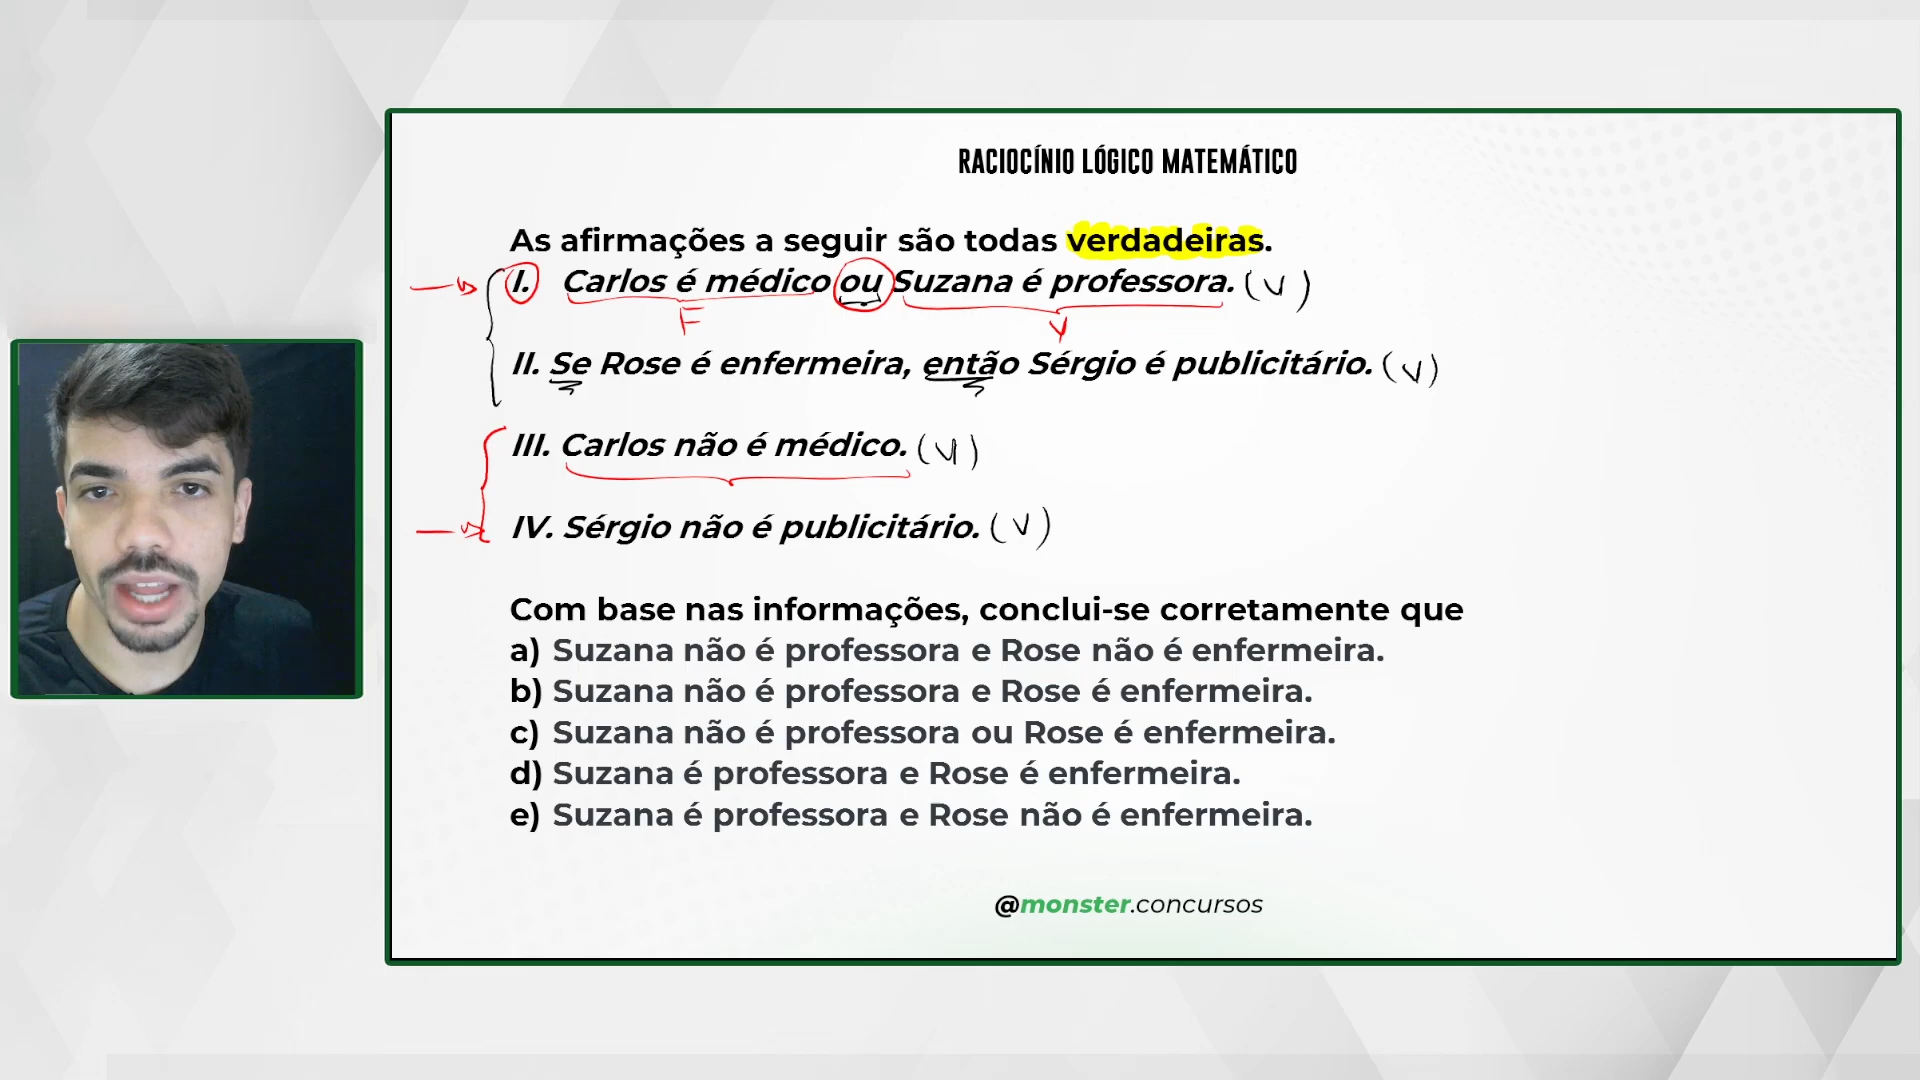 RACIOCÍNIO LÓGICO MATEMÁTICO
As afirmações a seguir são todas verdadeiras.
I. Carlos é médico ou Suzana é professora. (V)
F V
II. Se Rose é enfermeira, então Sérgio é publicitário. (V)
III. Carlos não é médico. (V)
IV. Sérgio não é publicitário. (V)
Com base nas informações, conclui-se corretamente que
a) Suzana não é professora e Rose não é enfermeira.
b) Suzana não é professora e Rose é enfermeira.
c) Suzana não é professora ou Rose é enfermeira.
d) Suzana é professora e Rose é enfermeira.
e) Suzana é professora e Rose não é enfermeira.
@monster.concursos